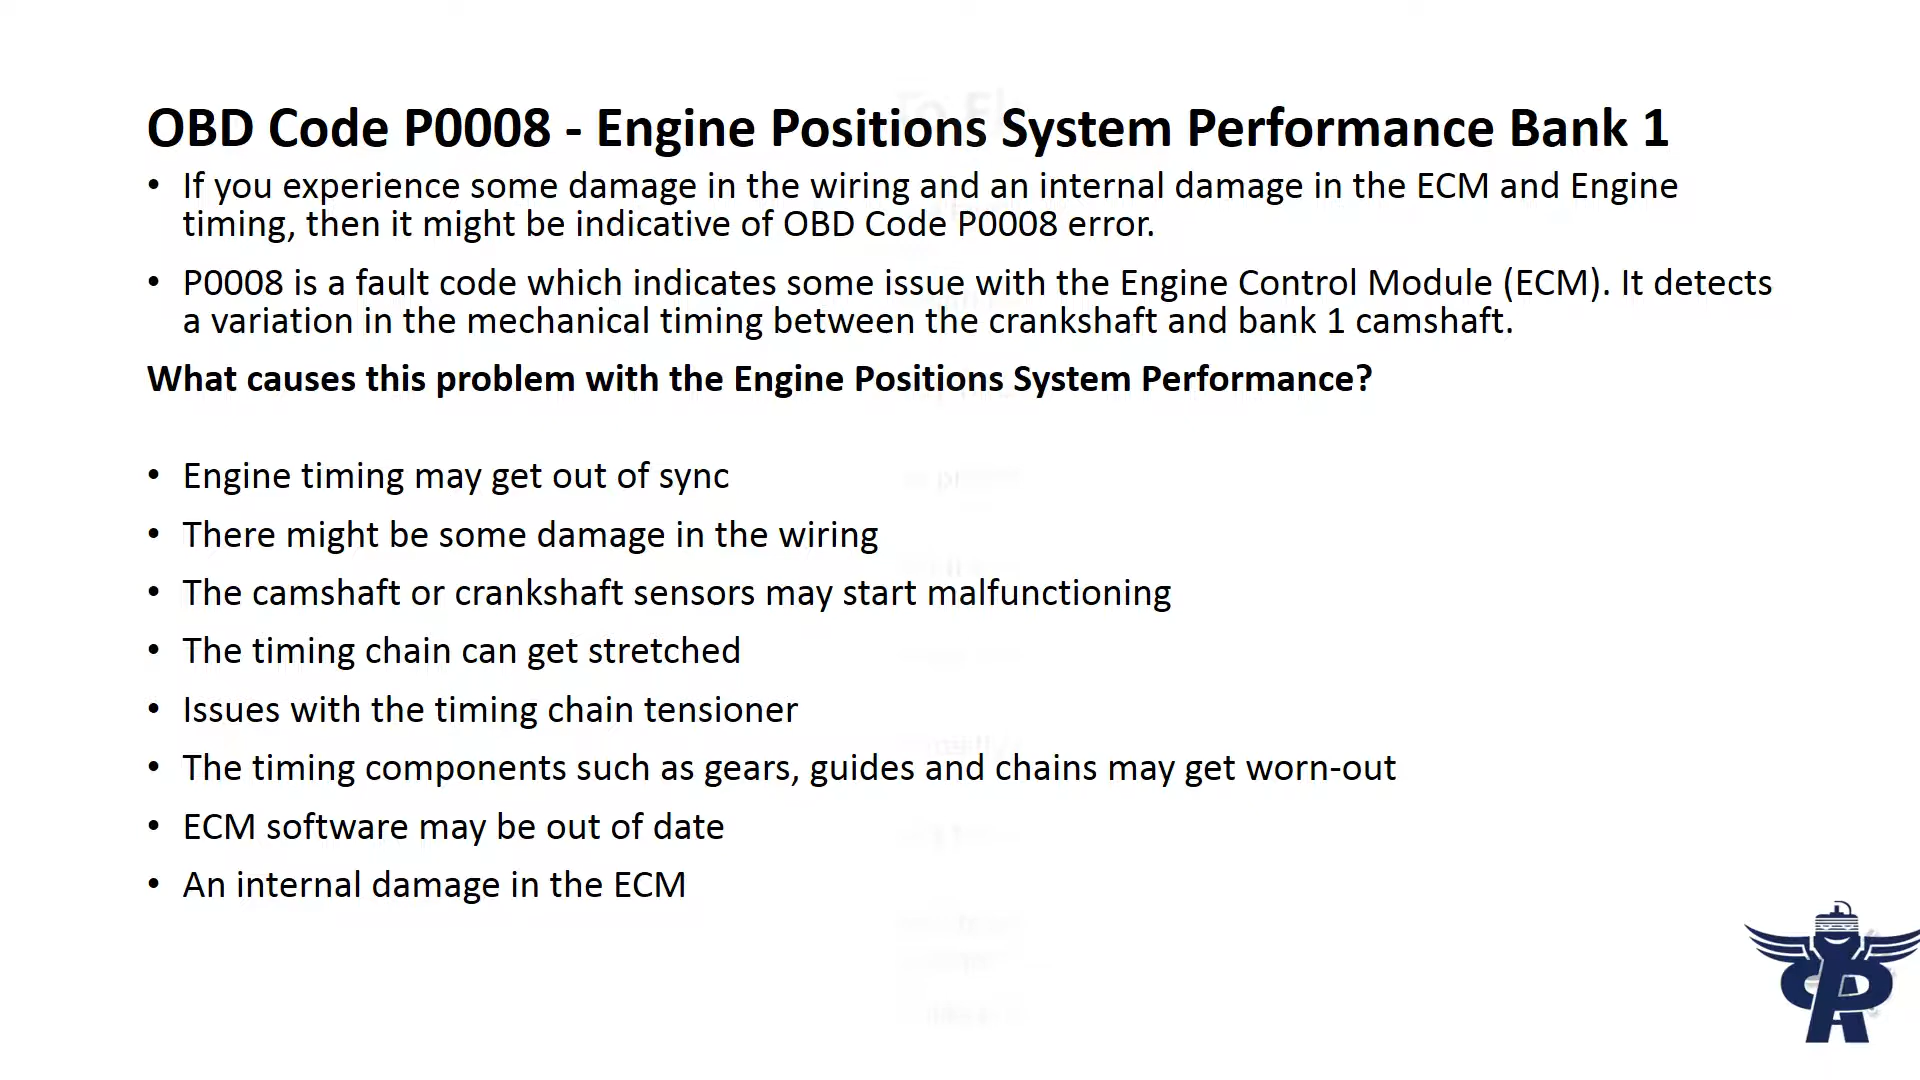 OBD Code P0008 - Engine Positions System Performance Bank 1
• If you experience some damage in the wiring and an internal damage in the ECM and Engine
timing, then it might be indicative of OBD Code P0008 error.
• P0008 is a fault code which indicates some issue with the Engine Control Module (ECM). It detects
a variation in the mechanical timing between the crankshaft and bank 1 camshaft.
What causes this problem with the Engine Positions System Performance?
• Engine timing may get out of sync
• There might be some damage in the wiring
• The camshaft or crankshaft sensors may start malfunctioning
• The timing chain can get stretched
• Issues with the timing chain tensioner
• The timing components such as gears, guides and chains may get worn-out
• ECM software may be out of date
• An internal damage in the ECM